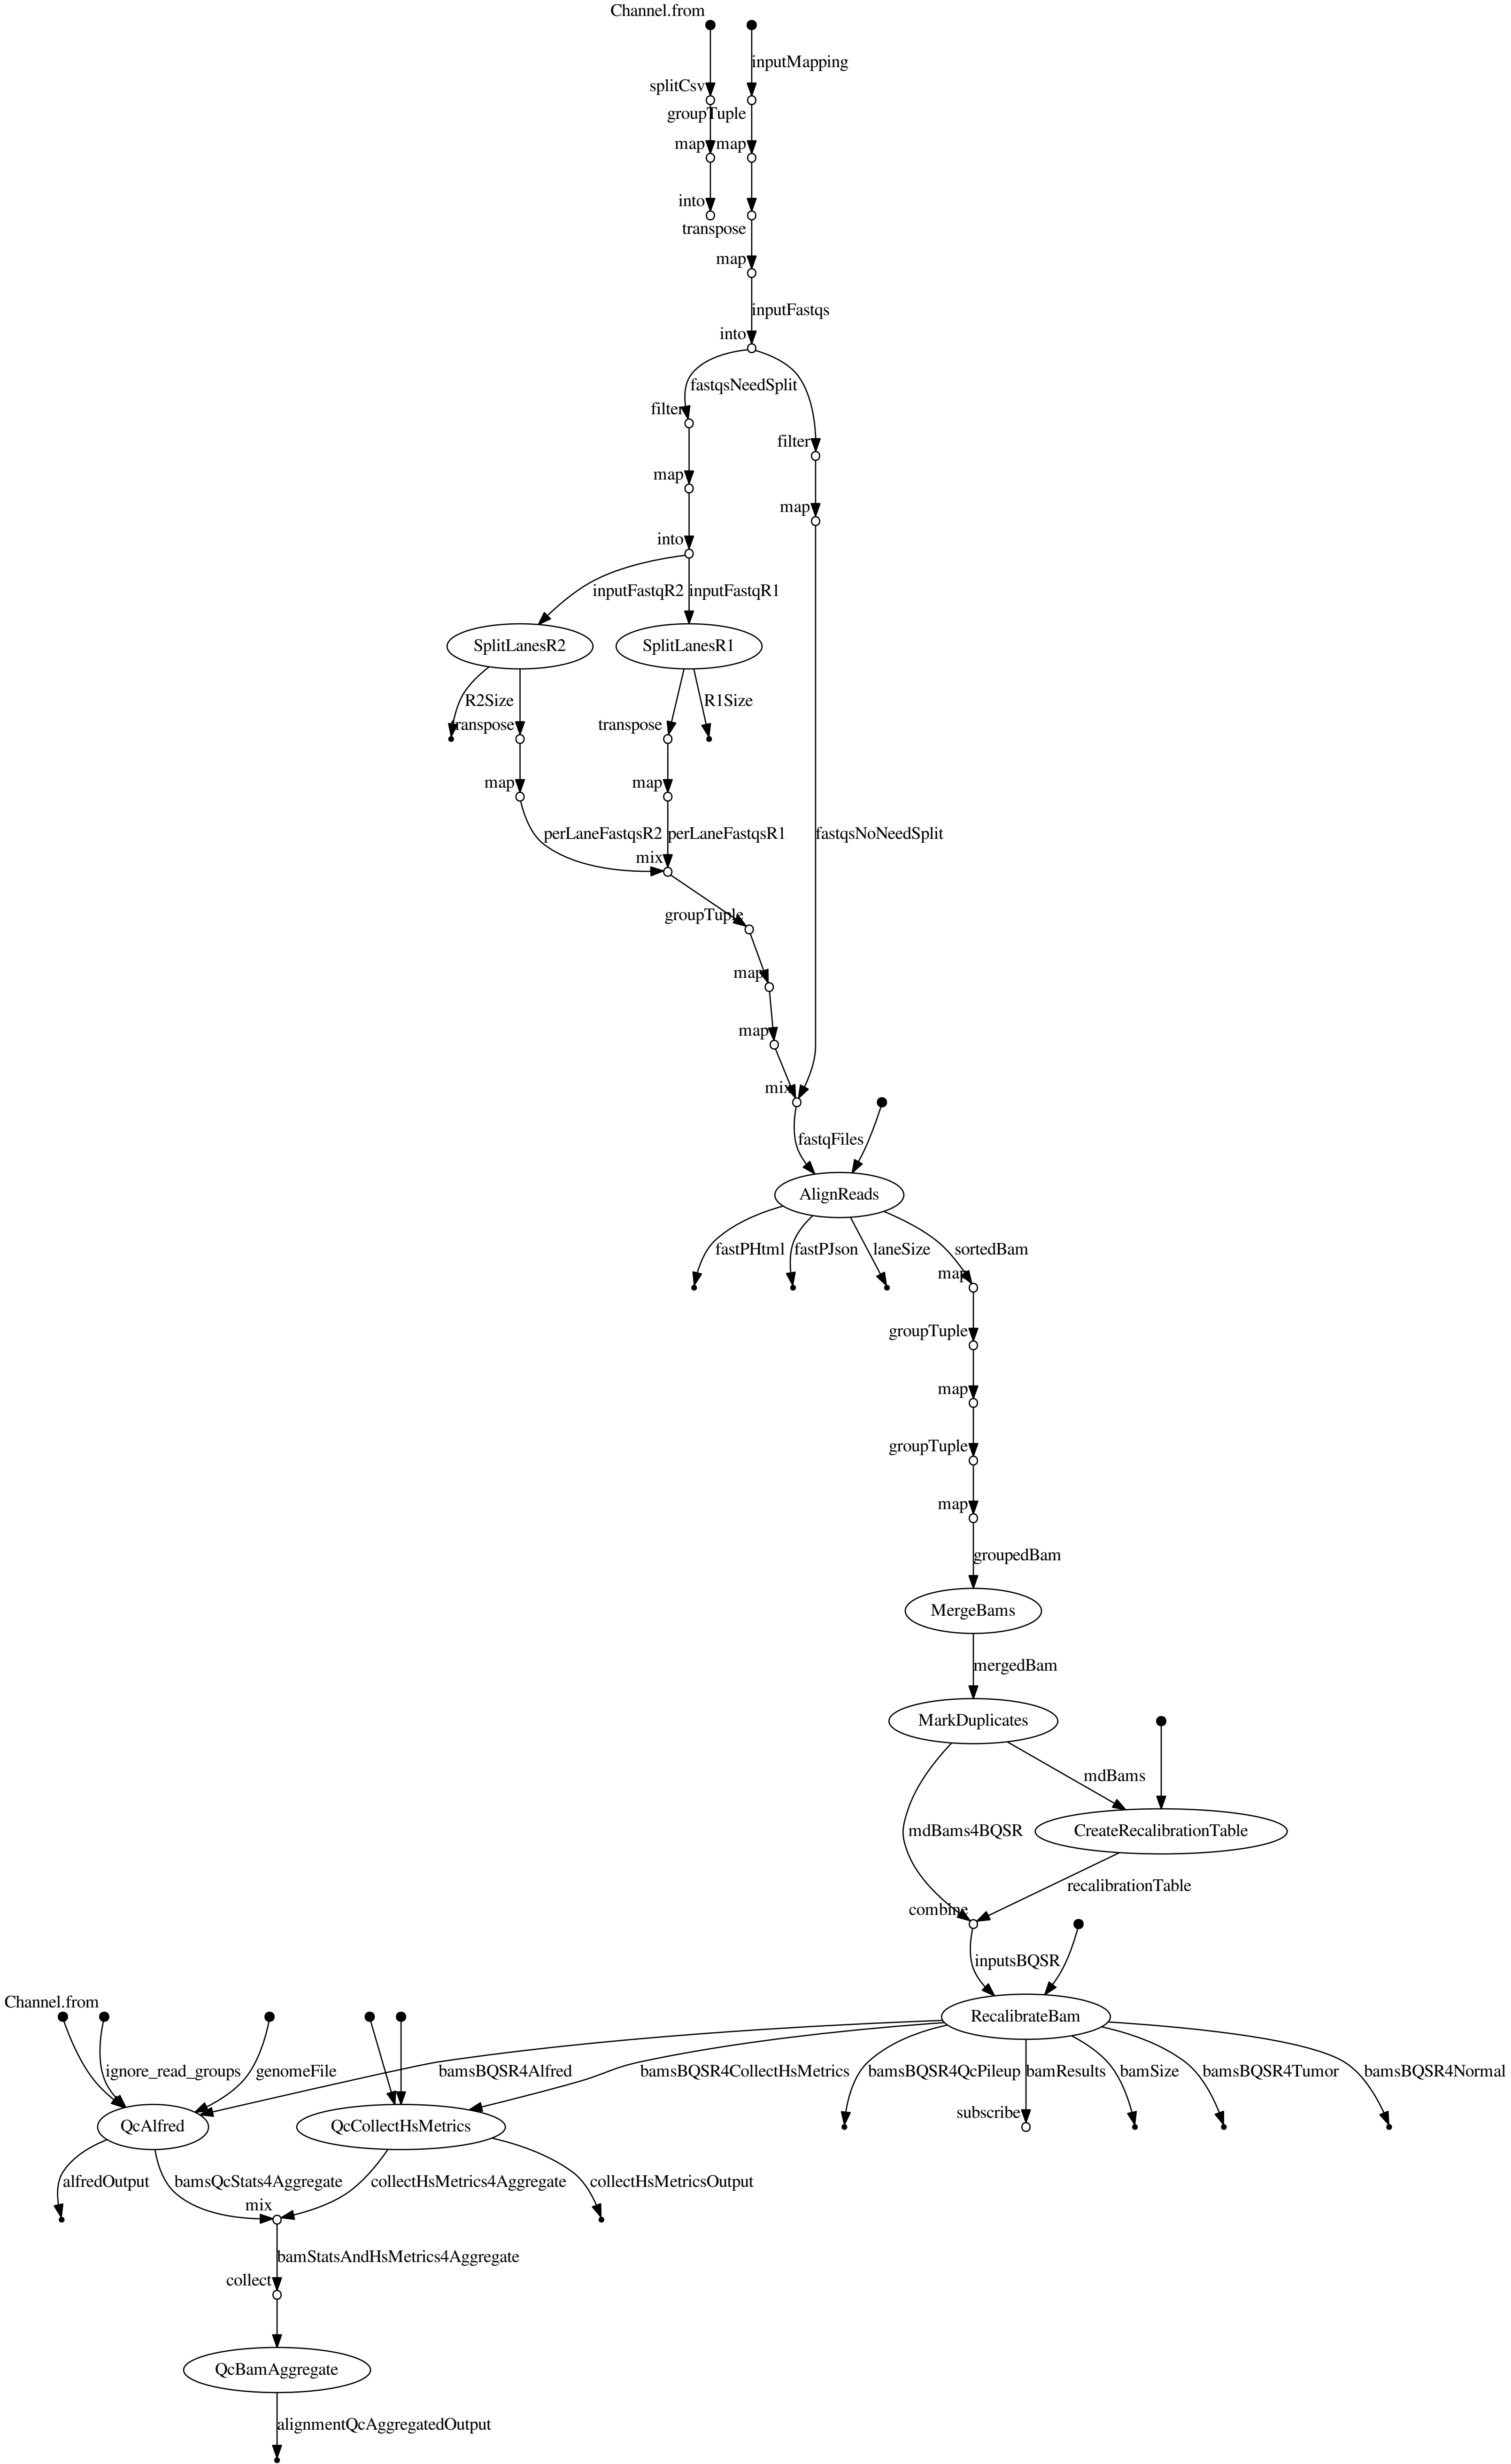 Channel.from
inputMapping
splitCsv
groupTuple
map
map
into
transpose
map
inputFastqs
into
fastqsNeedSplit
filter
filter
map
map
into
inputFastqR2
inputFastqR1
SplitLanesR2
SplitLanesR1
R2Size
R1Size
transpose
transpose
map
map
perLaneFastqsR2
perLaneFastqsR1
fastqsNoNeedSplit
mix
groupTuple
map
map
mix
fastqFiles
AlignReads
fastPHtml
fastPJson
laneSize
sortedBam
map
groupTuple
map
groupTuple
map
groupedBam
MergeBams
mergedBam
MarkDuplicates
mdBams
mdBams4BQSR
CreateRecalibrationTable
recalibrationTable
combine
inputsBQSR
Channel.from
RecalibrateBam
ignore_read_groups
genomeFile
bamsBQSR4Alfred
bamsBQSR4CollectHsMetrics
bamsBQSR4QcPileup
bamResults
bamSize
bamsBQSR4Tumor
bamsBQSR4Normal
subscribe
QcAlfred
QcCollectHsMetrics
alfredOutput
bamsQcStats4Aggregate
collectHsMetrics4Aggregate
collectHsMetricsOutput
mix
bamStatsAndHsMetrics4Aggregate
collect
QcBamAggregate
alignmentQcAggregatedOutput